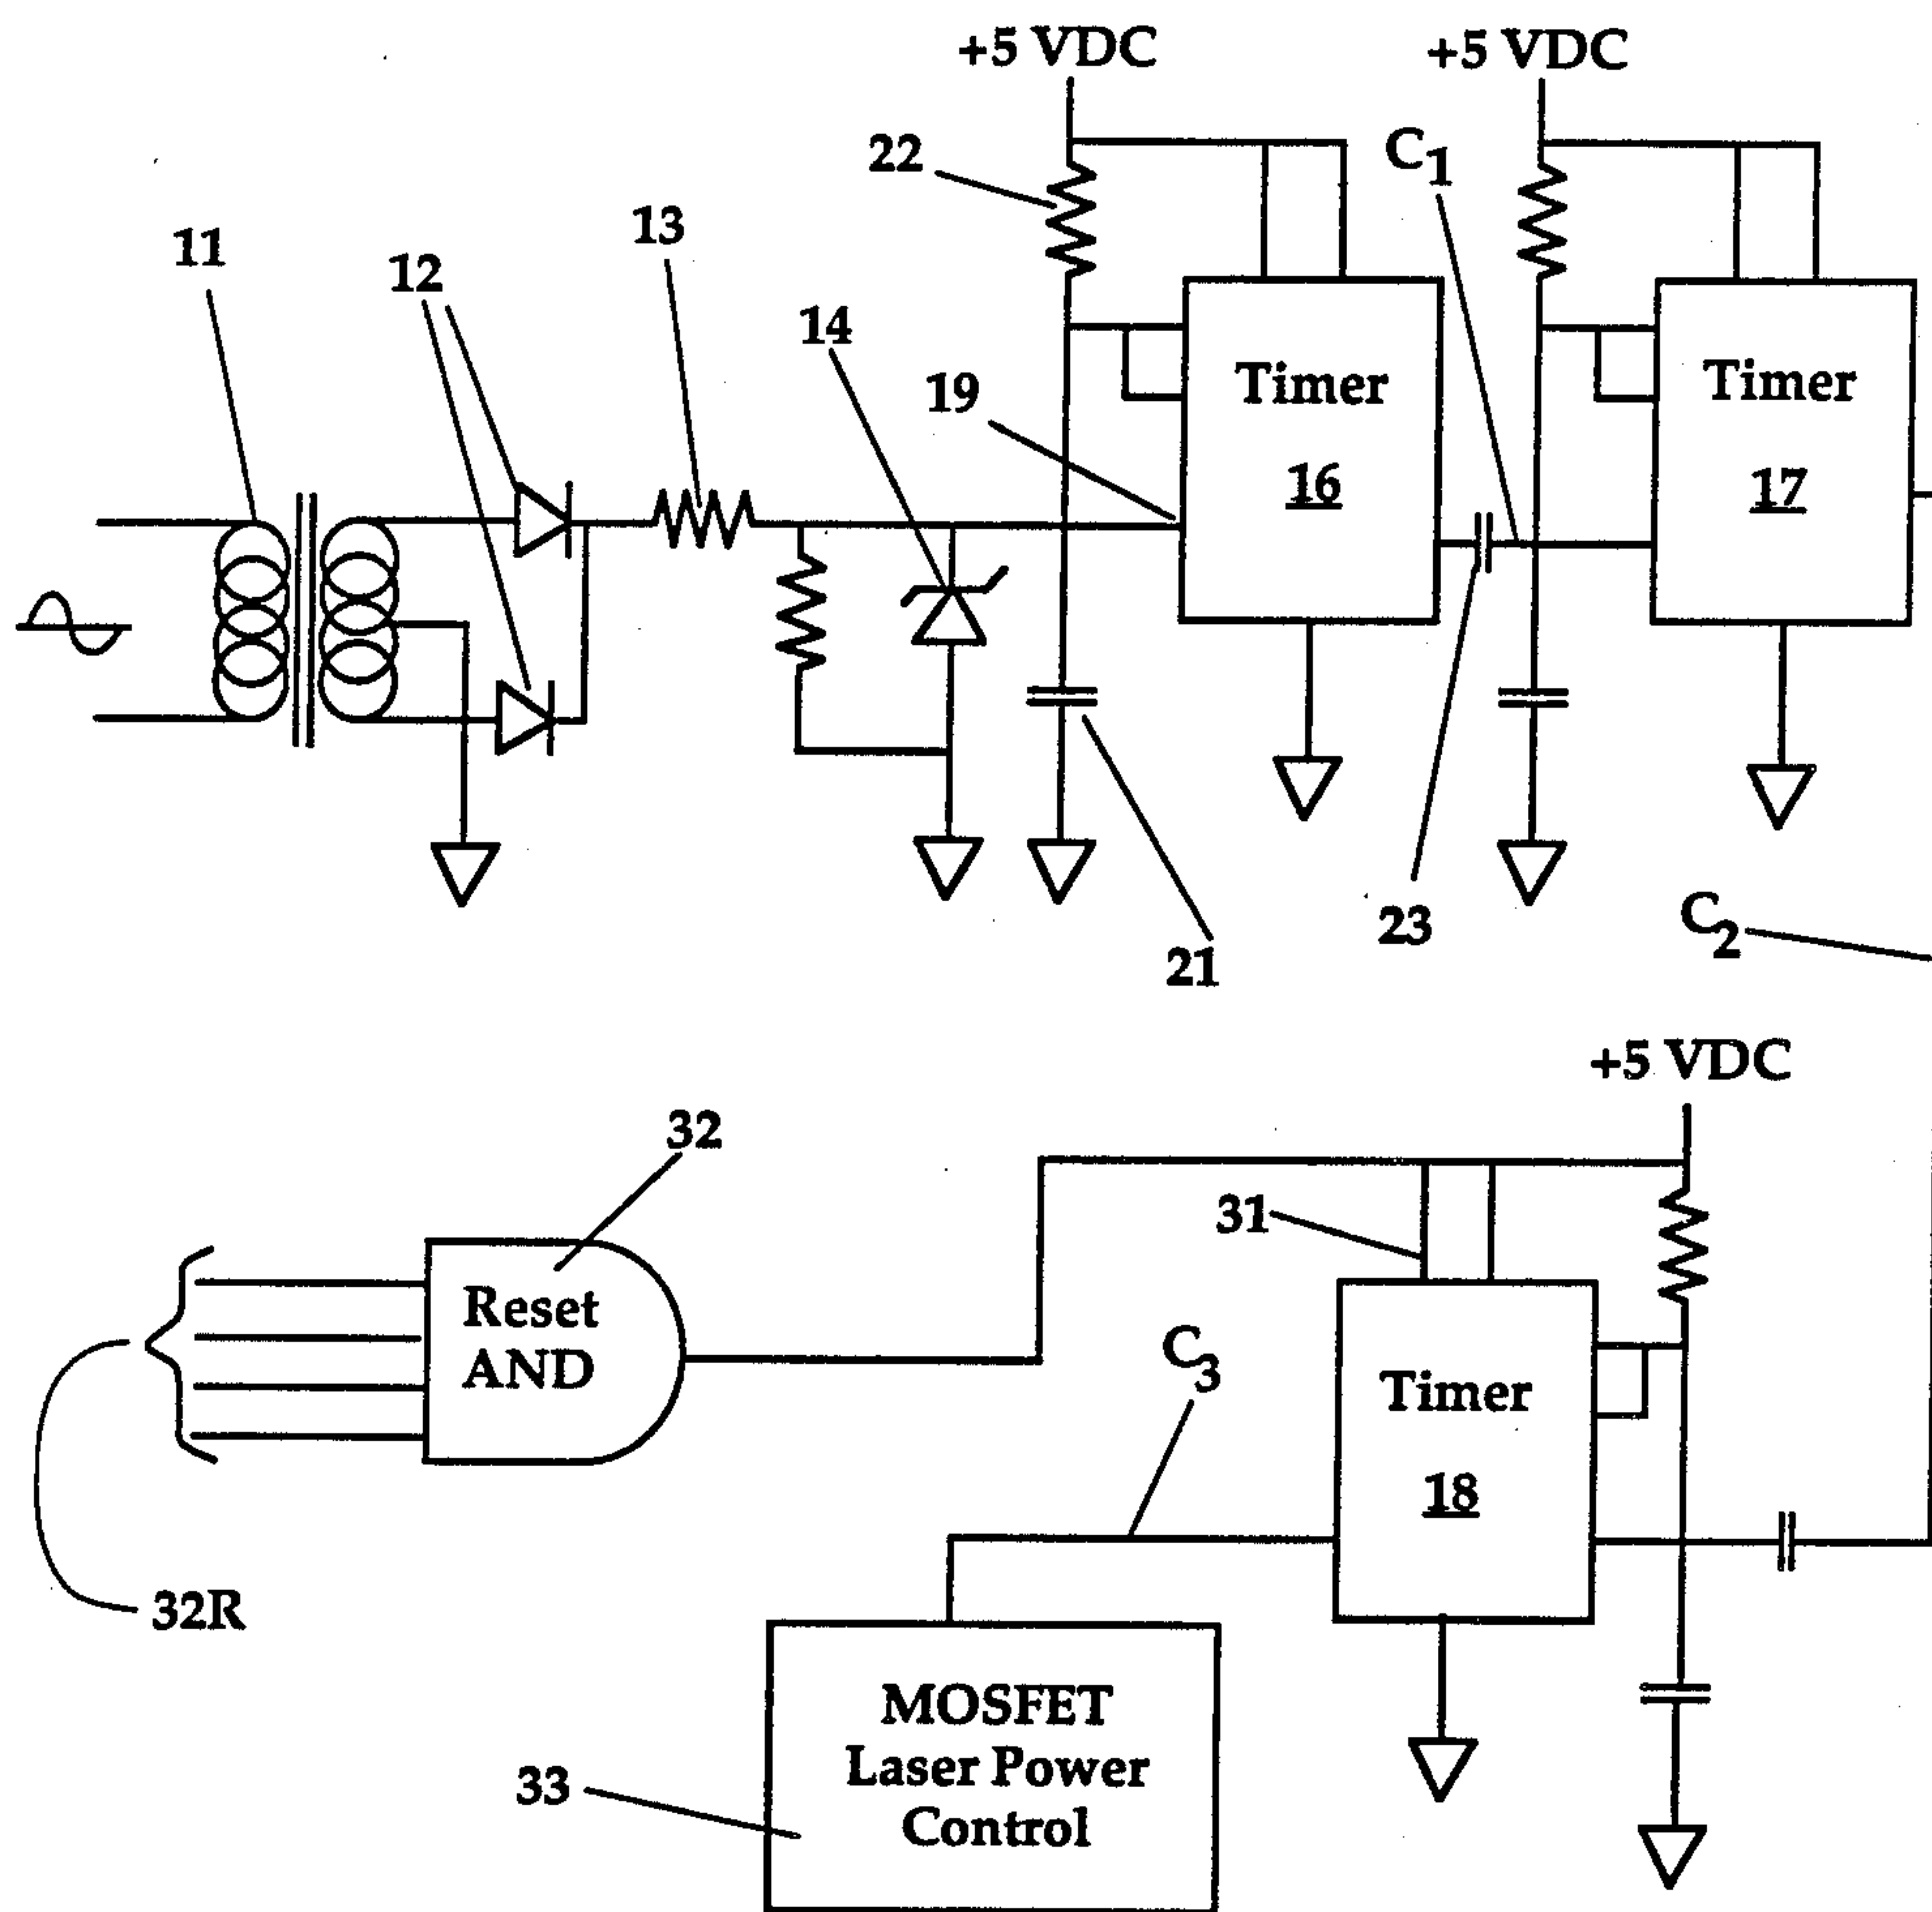 +5 VDC
+5 VDC
22
C1
13
11
12
14
19
Timer
16
Timer
17
23
C2
21
+5 VDC
32
31
Reset
AND
C3
Timer
18
32R
MOSFET
Laser Power
Control
33